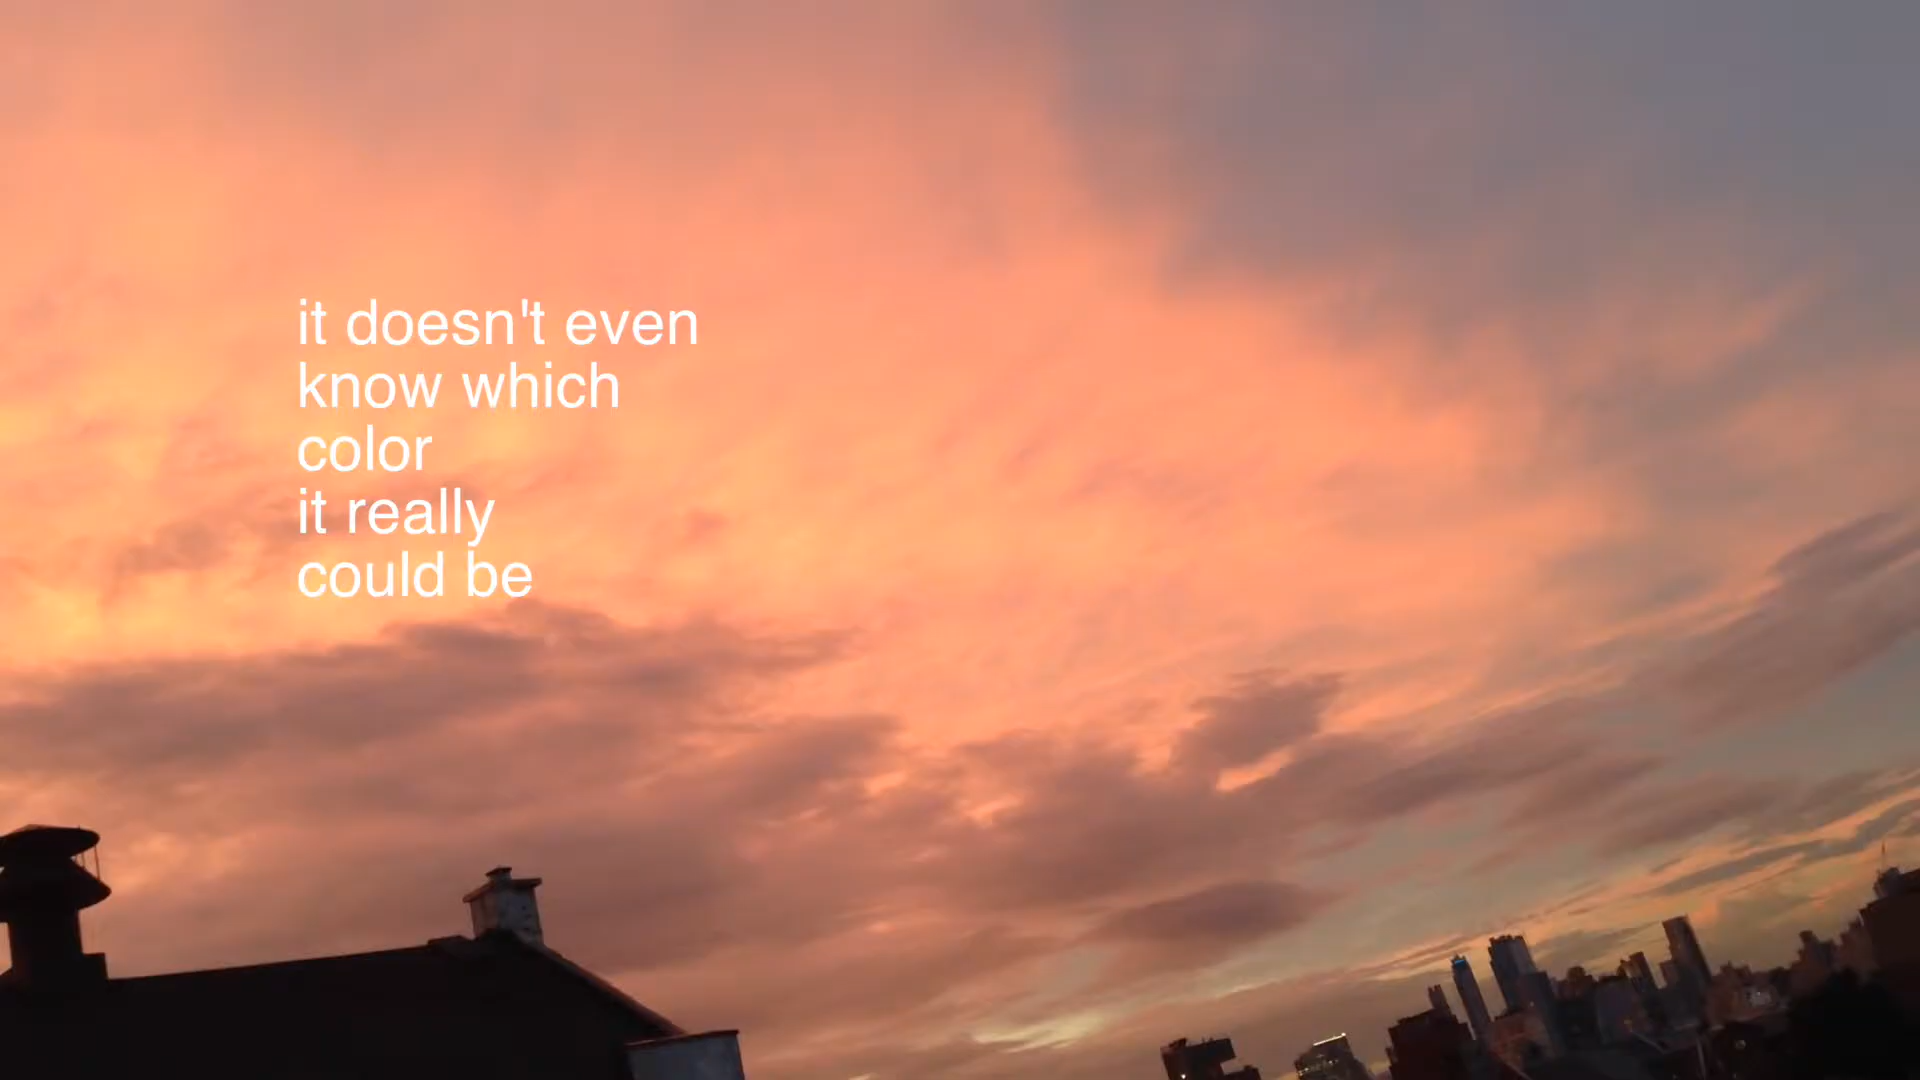 it doesn't even
know which
color
it really
could be